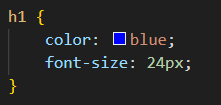 h1 {
    color: blue;
    font-size: 24px;
}